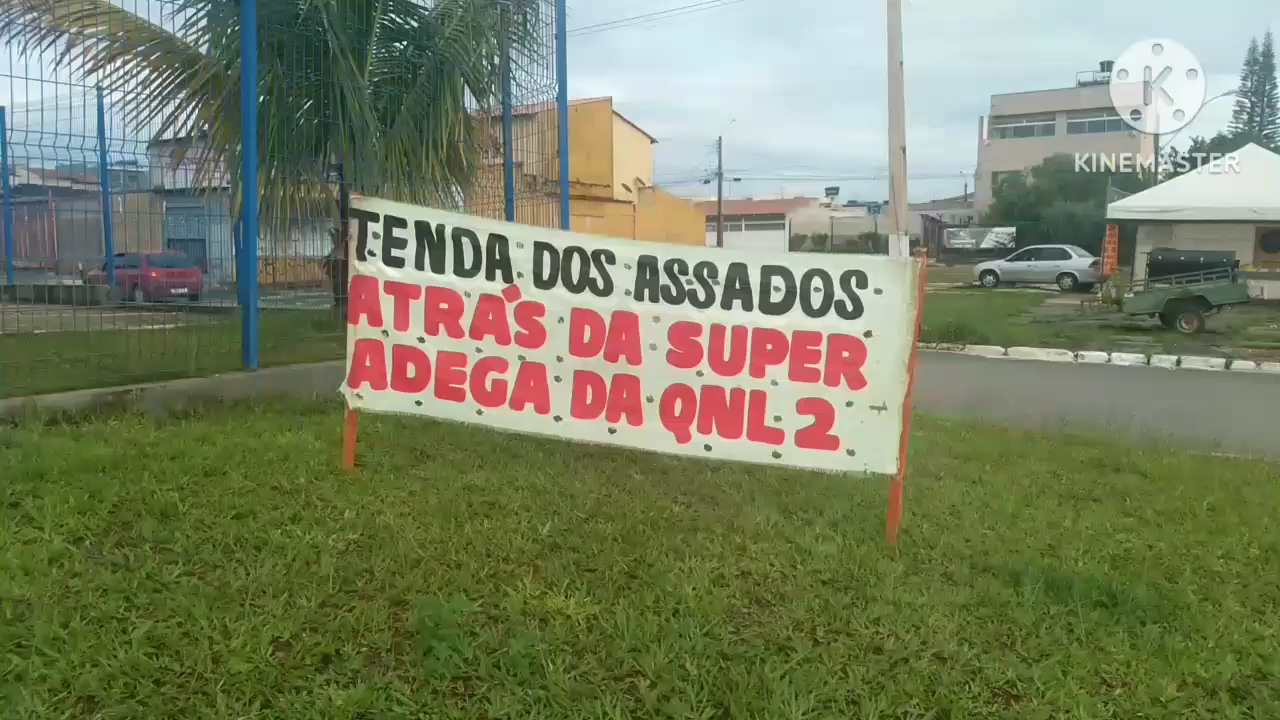 KINEMASTER
TENDA DOS ASSADOS
ATRÁS DA SUPER
ADEGA DA QNL 2